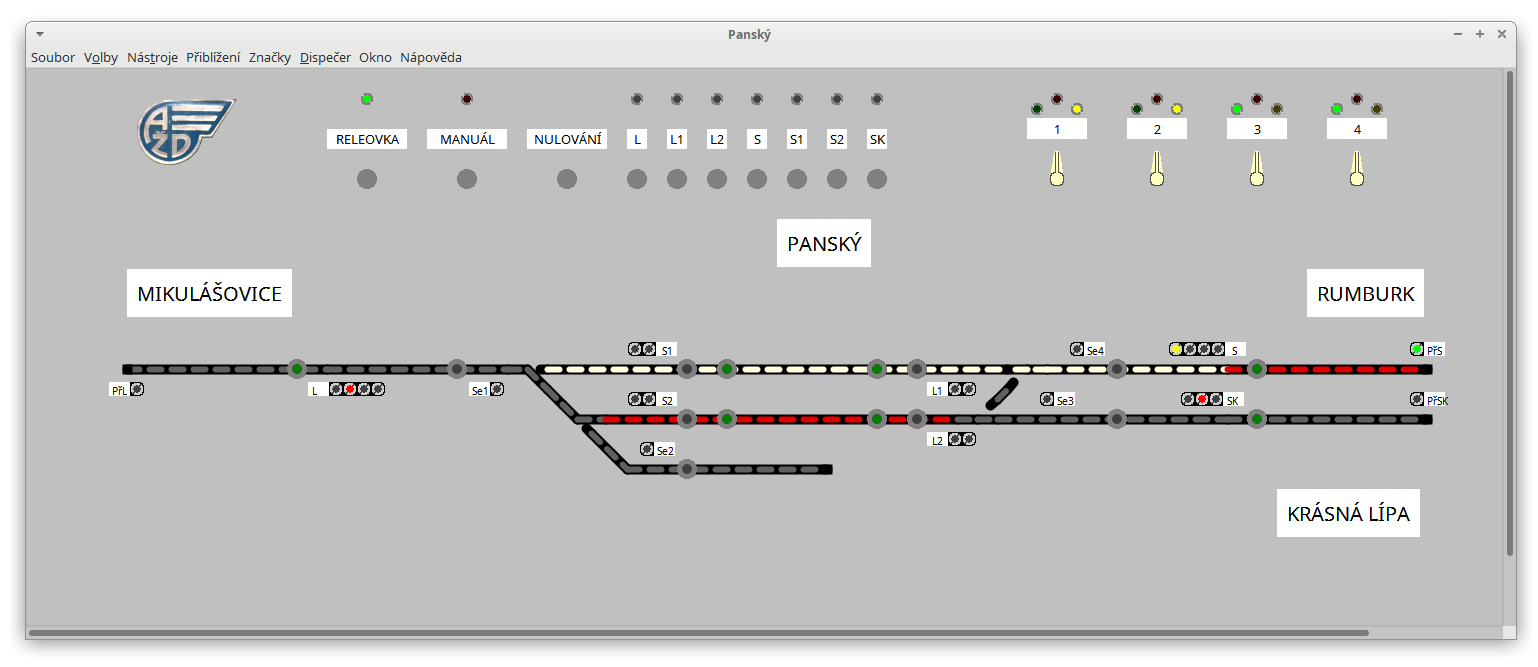 Panský
Soubor Volby Nástroje Přiblížení Značky Dispečer Okno Nápověda
AŽD
RELEOVKA MANUÁL NULOVÁNÍ L L1 L2 S S1 S2 SK 1 2 3 4
PANSKÝ
MIKULÁŠOVICE RUMBURK
S1 Se4 S PřS
PřL L Se1 L1
S2 Se3 SK PřSK
L2
Se2
KRÁSNÁ LÍPA